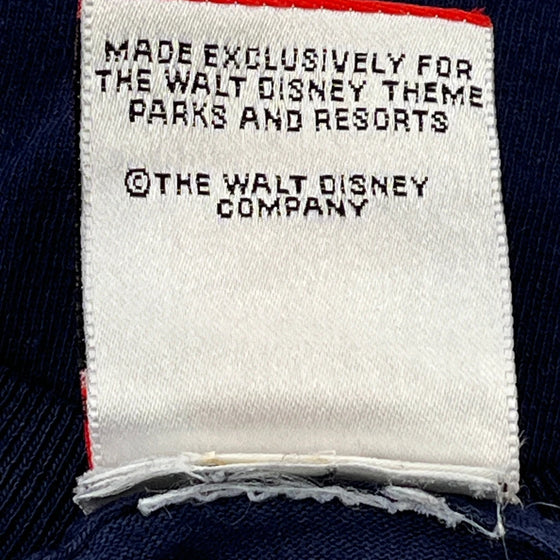 MADE EXCLUSIVELY FOR
THE WALT DISNEY THEME
PARKS AND RESORTS
©THE WALT DISNEY
COMPANY